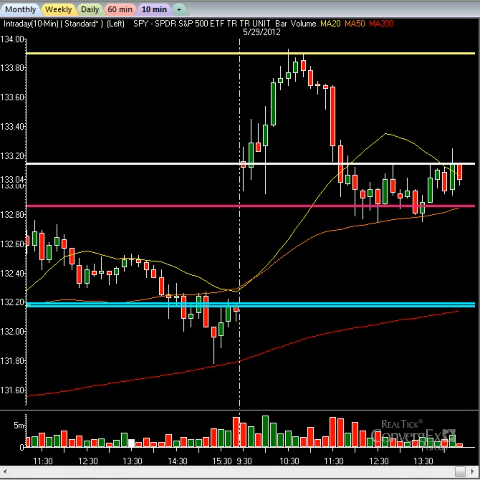 Monthly Weekly Daily 60 min 10 min +
Intraday (10-Min) (Standard* ) (Left) SPY - SPDR S&P 500 ETF TR TR UNIT Bar Volume MA20 MA50 MA200
5/29/2012
134.00
133.80
133.60
133.40
133.20
133.04
133.00
132.80
132.60
132.40
132.20
132.00
131.80
131.60
5m
0
REALTICK
ConvergEx
11:30 12:30 13:30 14:30 15:30 9:30 10:30 11:30 12:30 13:30